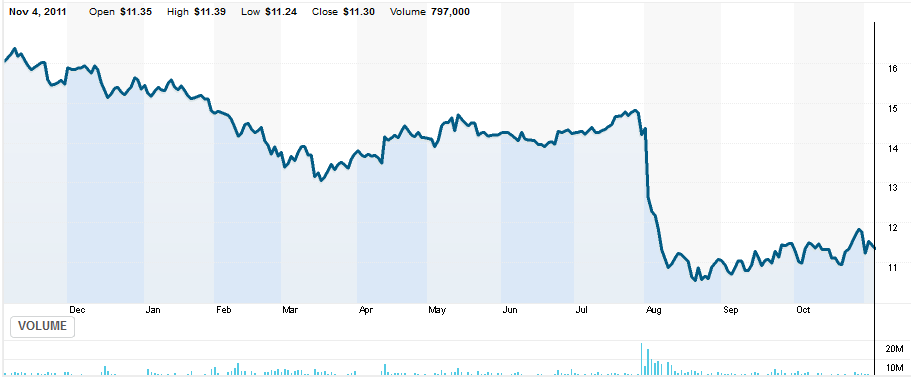 Nov 4, 2011 Open $11.35 High $11.39 Low $11.24 Close $11.30 Volume 797,000
16
15
14
13
12
11
Dec Jan Feb Mar Apr May Jun Jul Aug Sep Oct
VOLUME
20M
10M